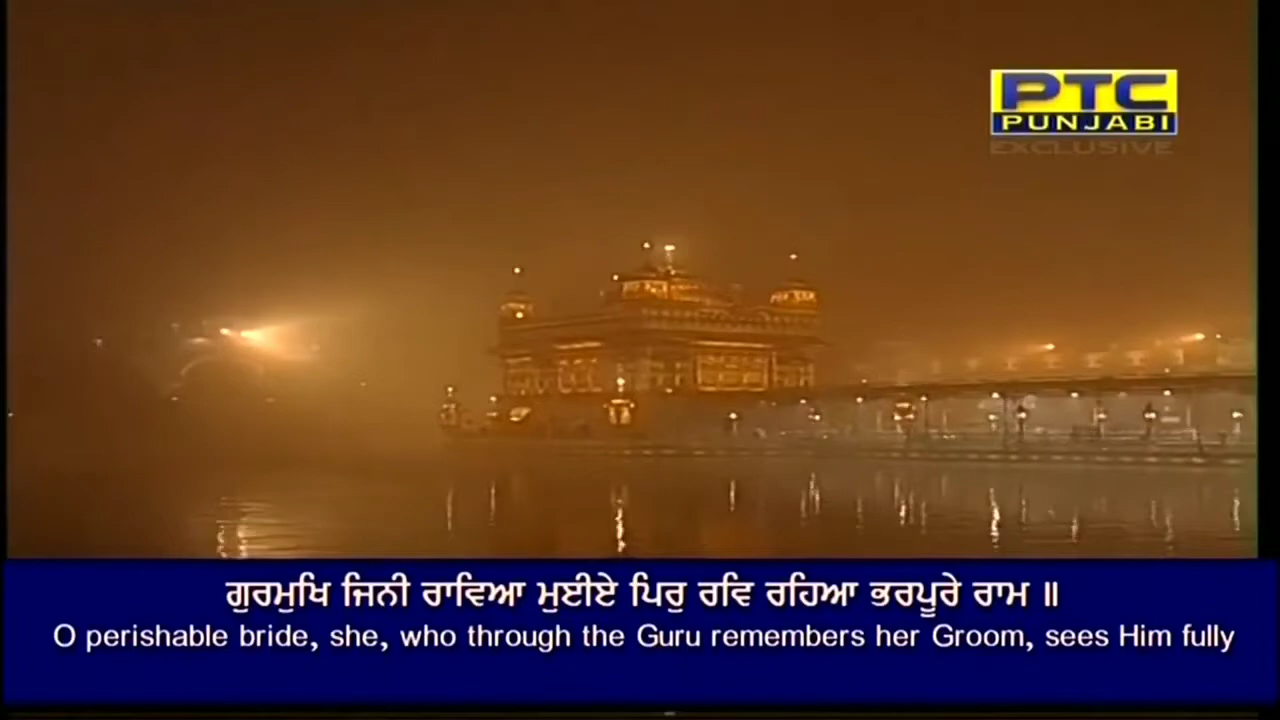 PTC
PUNJABI
EXCLUSIVE
ਗੁਰਮੁਖਿ ਜਿਨੀ ਰਾਵਿਆ ਮੁਈਏ ਪਿਰੁ ਰਵਿ ਰਹਿਆ ਭਰਪੂਰੇ ਰਾਮ ॥
O perishable bride, she, who through the Guru remembers her Groom, sees Him fully